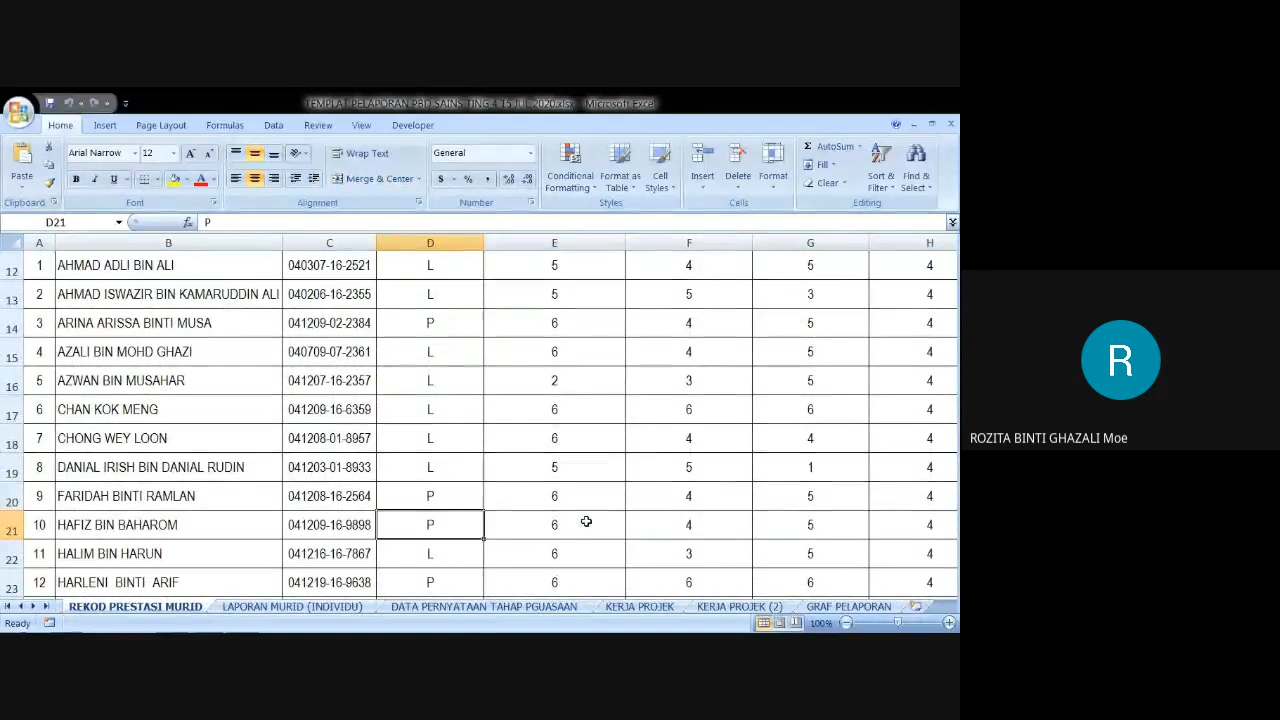 TEMPLAT PELAPORAN PBD SAINS TING 4 15 JUL 2020.xlsx - Microsoft Excel
Home Insert Page Layout Formulas Data Review View Developer
Paste Arial Narrow 12 Wrap Text General Conditional Formatting Format as Table Cell Styles Insert Delete Format AutoSum Fill Clear Sort & Filter Find & Select
B I U Merge & Center $ % ,
Clipboard Font Alignment Number Styles Cells Editing
D21 fx P
A B C D E F G H
12 1 AHMAD ADLI BIN ALI 040307-16-2521 L 5 4 5 4
13 2 AHMAD ISWAZIR BIN KAMARUDDIN ALI 040206-16-2355 L 5 5 3 4
14 3 ARINA ARISSA BINTI MUSA 041209-02-2384 P 6 4 5 4
15 4 AZALI BIN MOHD GHAZI 040709-07-2361 L 6 4 5 4
16 5 AZWAN BIN MUSAHAR 041207-16-2357 L 2 3 5 4
17 6 CHAN KOK MENG 041209-16-6359 L 6 6 6 4
18 7 CHONG WEY LOON 041208-01-8957 L 6 4 4 4
19 8 DANIAL IRISH BIN DANIAL RUDIN 041203-01-8933 L 5 5 1 4
20 9 FARIDAH BINTI RAMLAN 041208-16-2564 P 6 4 5 4
21 10 HAFIZ BIN BAHAROM 041209-16-9898 P 6 4 5 4
22 11 HALIM BIN HARUN 041216-16-7867 L 6 3 5 4
23 12 HARLENI BINTI ARIF 041219-16-9638 P 6 6 6 4
REKOD PRESTASI MURID LAPORAN MURID (INDIVIDU) DATA PERNYATAAN TAHAP PGUASAAN KERJA PROJEK KERJA PROJEK (2) GRAF PELAPORAN
Ready 100%
R
ROZITA BINTI GHAZALI Moe